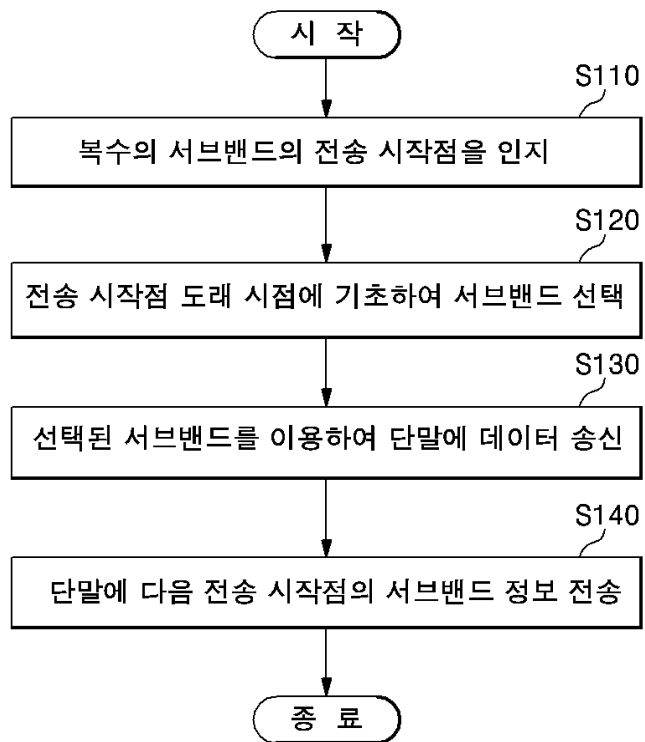 시 작
S110
복수의 서브밴드의 전송 시작점을 인지
S120
전송 시작점 도래 시점에 기초하여 서브밴드 선택
S130
선택된 서브밴드를 이용하여 단말에 데이터 송신
S140
단말에 다음 전송 시작점의 서브밴드 정보 전송
종 료